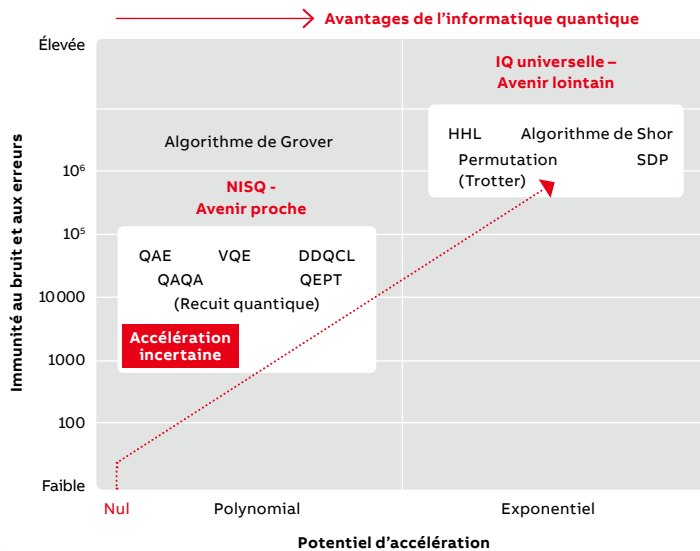 Avantages de l'informatique quantique
Élevée
IQ universelle –
Avenir lointain
HHL Algorithme de Shor
Permutation SDP
(Trotter)
Algorithme de Grover
10⁶
NISQ -
Avenir proche
10⁵
QAE VQE DDQCL
QAQA QEPT
(Recuit quantique)
10 000
Accélération
incertaine
1000
100
Faible
Immunité au bruit et aux erreurs
Nul Polynomial Exponentiel
Potentiel d'accélération